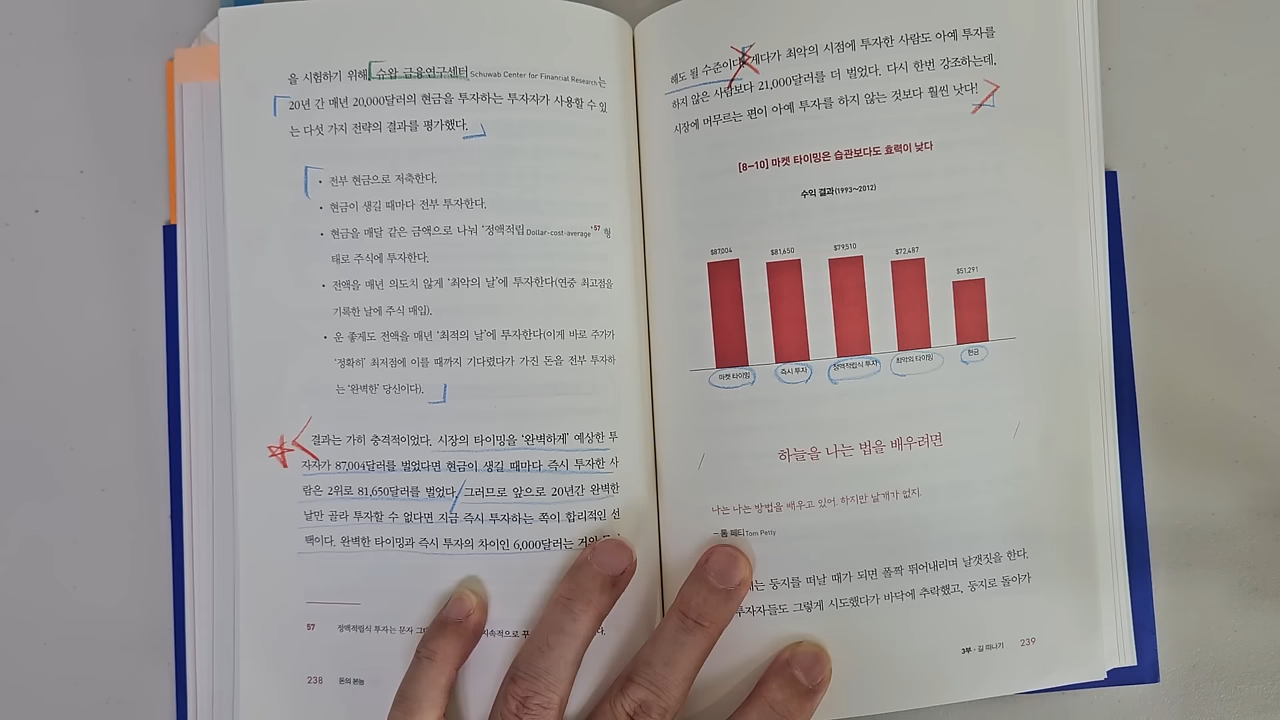 을 시험하기 위해, 슈왑 금융연구센터Schuwab Center for Financial Research는
20년 간 매년 20,000달러의 현금을 투자하는 투자자가 사용할 수 있
는 다섯 가지 전략의 결과를 평가했다.
• 전부 현금으로 저축한다.
• 현금이 생길 때마다 전부 투자한다.
• 현금을 매달 같은 금액으로 나눠 ‘정액적립Dollar-cost-average’57 형
태로 주식에 투자한다.
• 전액을 매년 의도치 않게 ‘최악의 날’에 투자한다(연중 최고점을
기록한 날에 주식 매입).
• 운 좋게도 전액을 매년 ‘최적의 날’에 투자한다(이게 바로 주가가
‘정확히’ 최저점에 이를 때까지 기다렸다가 가진 돈을 전부 투자하
는 ‘완벽한’ 당신이다).
결과는 가히 충격적이었다. 시장의 타이밍을 ‘완벽하게’ 예상한 투
자자가 87,004달러를 벌었다면 현금이 생길 때마다 즉시 투자한 사
람은 2위로 81,650달러를 벌었다. 그러므로 앞으로 20년간 완벽한
날만 골라 투자할 수 없다면 지금 즉시 투자하는 쪽이 합리적인 선
택이다. 완벽한 타이밍과 즉시 투자의 차이인 6,000달러는 거의
57 정액적립식 투자는 문자 그 지속적으로
238 돈의 본능
해도 될 수준이다. 게다가 최악의 시점에 투자한 사람도 아예 투자를
하지 않은 사람보다 21,000달러를 더 벌었다. 다시 한번 강조하는데,
시장에 머무르는 편이 아예 투자를 하지 않는 것보다 훨씬 낫다!
[8-10] 마켓 타이밍은 습관보다도 효력이 낮다
수익 결과(1993~2012)
$87,004 $81,650 $79,510 $72,487 $51,291
마켓 타이밍 즉시 투자 정액적립식 투자 최악의 타이밍 현금
하늘을 나는 법을 배우려면
나는 나는 방법을 배우고 있어. 하지만 날개가 없지.
– 톰 페티Tom Petty
는 둥지를 떠날 때가 되면 폴짝 뛰어내리며 날갯짓을 한다.
투자자들도 그렇게 시도했다가 바닥에 추락했고, 둥지로 돌아가
3부 · 길 떠나기 239